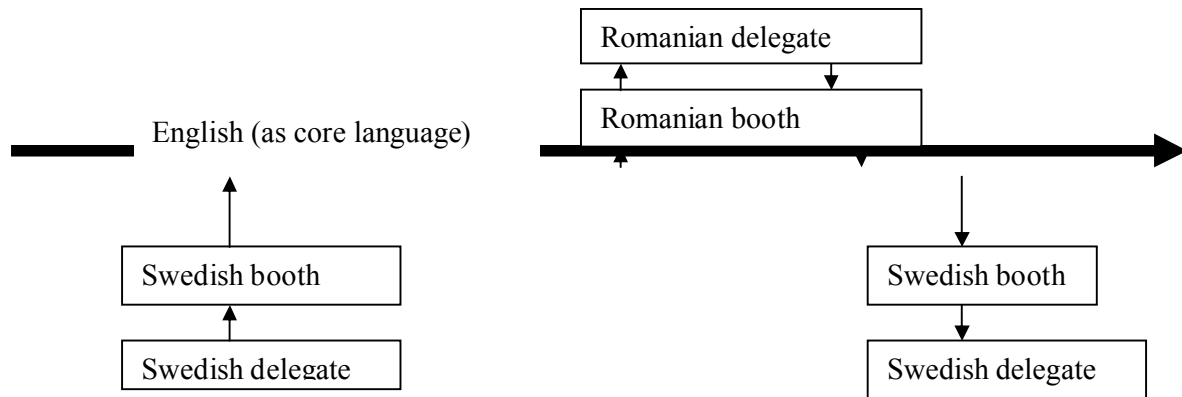 Romanian delegate
Romanian booth
English (as core language)
Swedish booth
Swedish delegate
Swedish booth
Swedish delegate